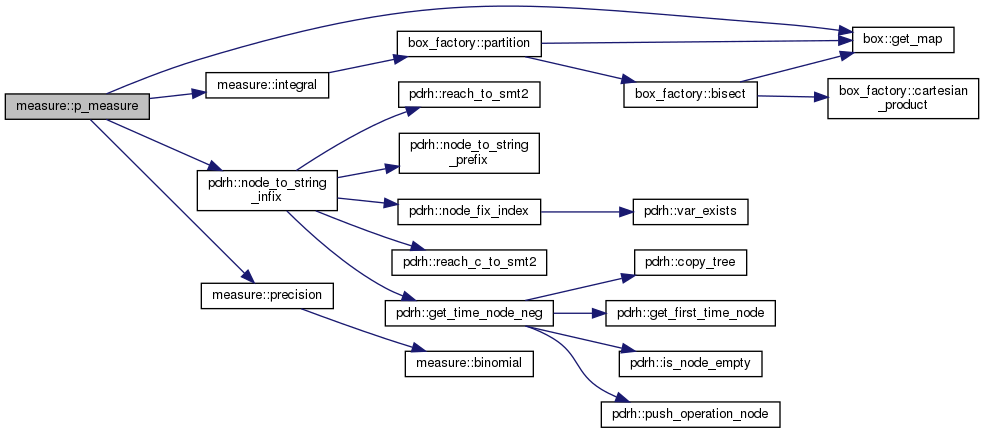 measure::p_measure
measure::integral
pdrh::node_to_string
_infix
measure::precision
box_factory::partition
pdrh::reach_to_smt2
pdrh::node_to_string
_prefix
pdrh::node_fix_index
pdrh::reach_c_to_smt2
pdrh::get_time_node_neg
measure::binomial
box_factory::bisect
pdrh::var_exists
pdrh::copy_tree
pdrh::get_first_time_node
pdrh::is_node_empty
pdrh::push_operation_node
box::get_map
box_factory::cartesian
_product